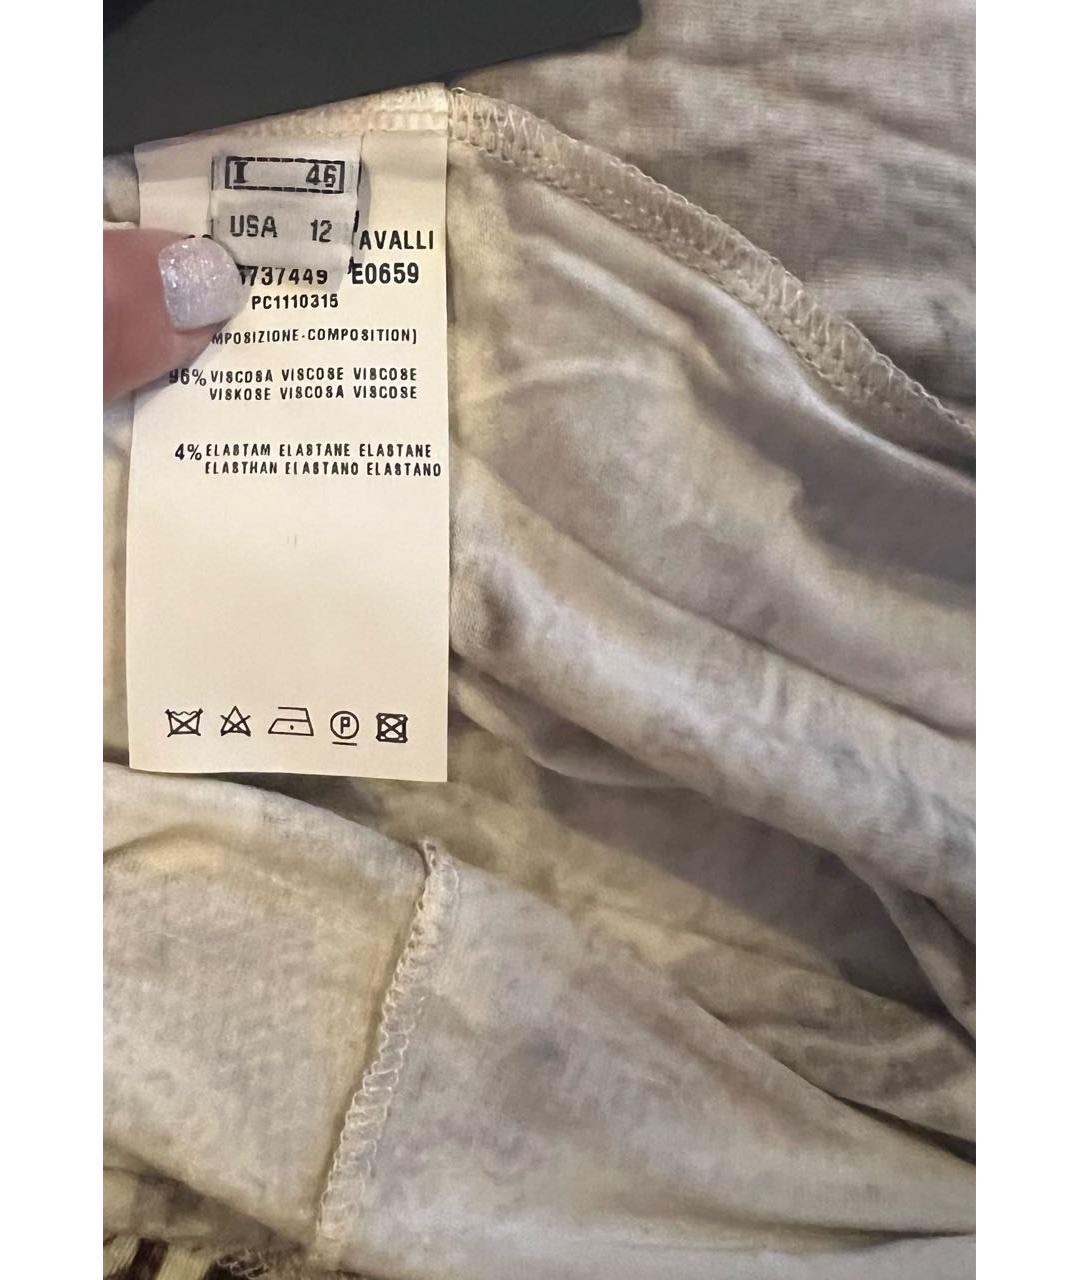 I 46
USA 12
AVALLI
737449 E0659
PC1110315
MPOSIZIONE-COMPOSITION)
96% VISCOSA VISCOSE VISCOSE
VISKOSE VISCOSA VISCOSE
4% ELASTAM ELASTANE ELASTANE
ELASTHAN ELASTANO ELASTANO
P